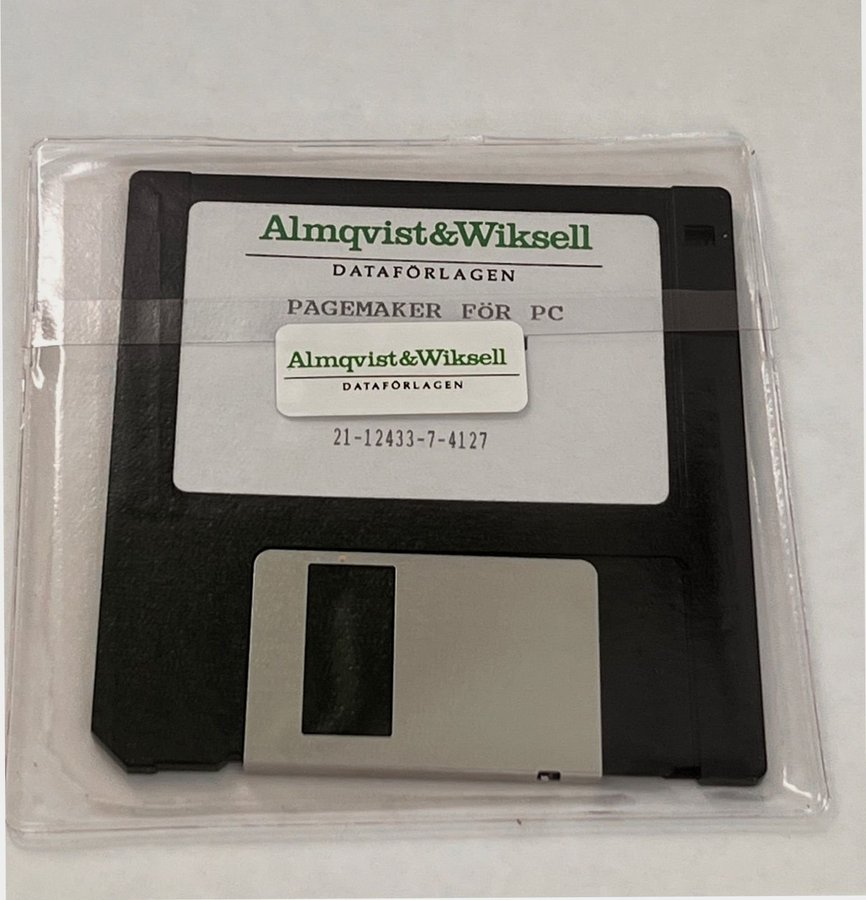 Almqvist&Wiksell
DATAFÖRLAGEN
PAGEMAKER FÖR PC
Almqvist&Wiksell
DATAFÖRLAGEN
21-12433-7-4127